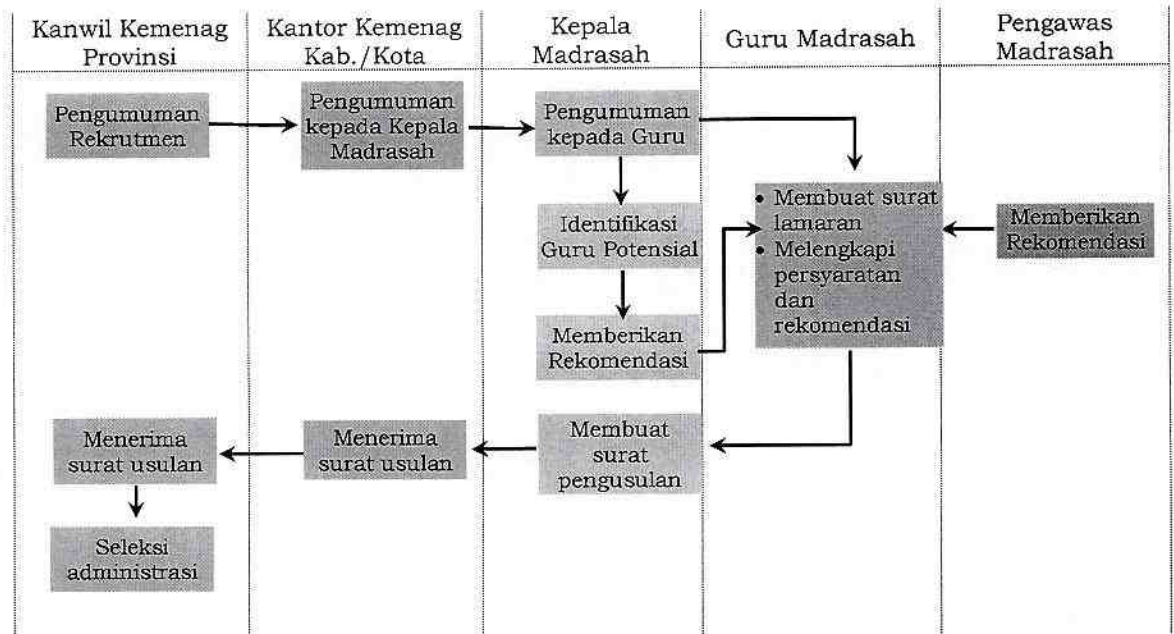 Kanwil Kemenag
Provinsi
Kantor Kemenag
Kab./Kota
Kepala
Madrasah
Guru Madrasah
Pengawas
Madrasah
Pengumuman
Rekrutmen
Pengumuman
kepada Kepala
Madrasah
Pengumuman
kepada Guru
Identifikasi
Guru Potensial
Memberikan
Rekomendasi
• Membuat surat
lamaran
• Melengkapi
persyaratan
dan
rekomendasi
Memberikan
Rekomendasi
Menerima
surat usulan
Menerima
surat usulan
Membuat
surat
pengusulan
Seleksi
administrasi